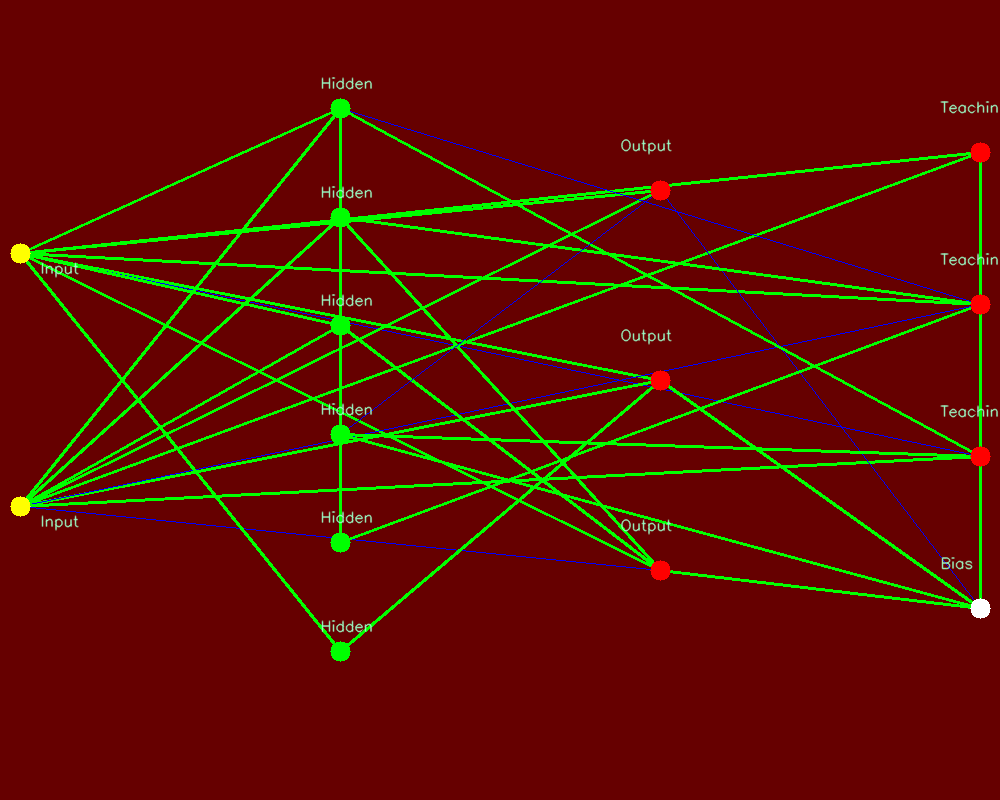 Hidden
Teachin
Output
Hidden
Teachin
Input
Hidden
Output
Hidden
Teachin
Input
Hidden
Output
Bias
Hidden